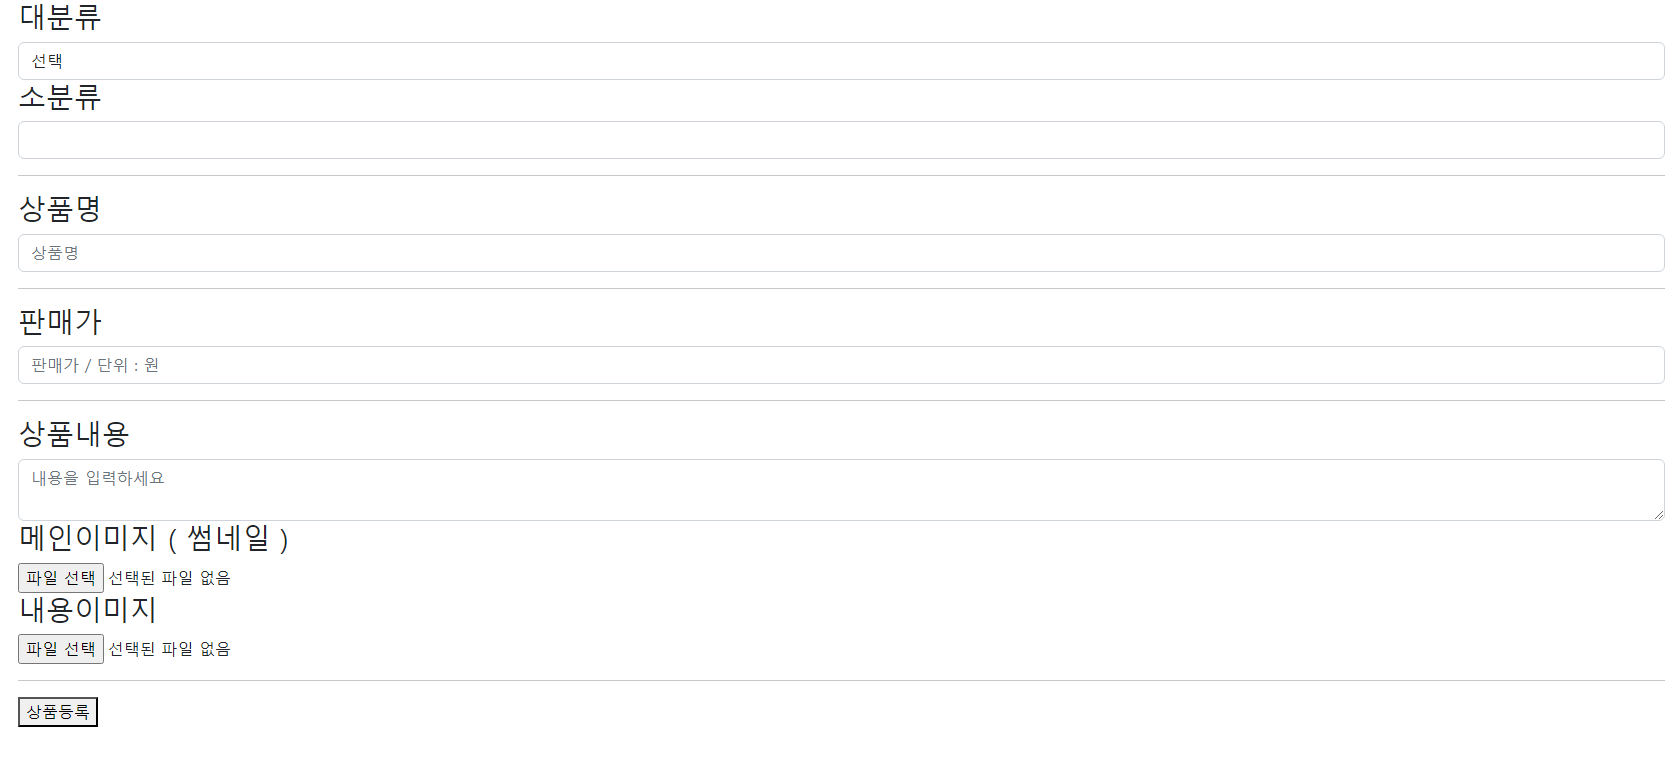 대분류
선택
소분류
상품명
상품명
판매가
판매가 / 단위 : 원
상품내용
내용을 입력하세요
메인이미지 ( 썸네일 )
파일 선택 선택된 파일 없음
내용이미지
파일 선택 선택된 파일 없음
상품등록